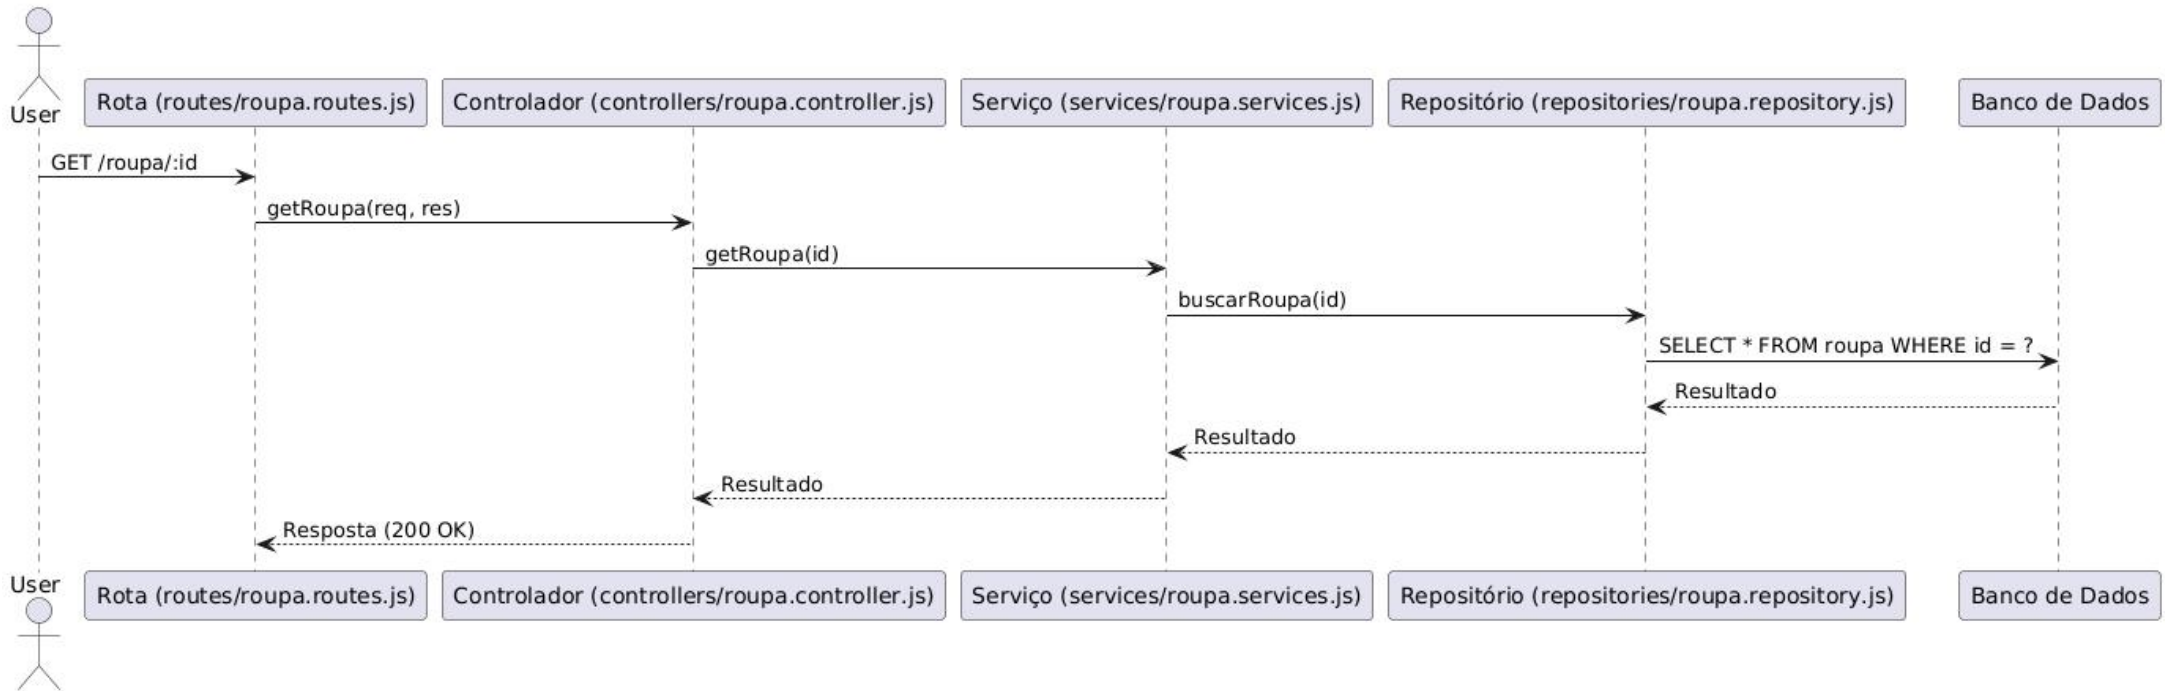 User
Rota (routes/roupa.routes.js)
Controlador (controllers/roupa.controller.js)
Serviço (services/roupa.services.js)
Repositório (repositories/roupa.repository.js)
Banco de Dados
GET /roupa/:id
getRoupa(req, res)
getRoupa(id)
buscarRoupa(id)
SELECT * FROM roupa WHERE id = ?
Resultado
Resultado
Resultado
Resposta (200 OK)
User
Rota (routes/roupa.routes.js)
Controlador (controllers/roupa.controller.js)
Serviço (services/roupa.services.js)
Repositório (repositories/roupa.repository.js)
Banco de Dados